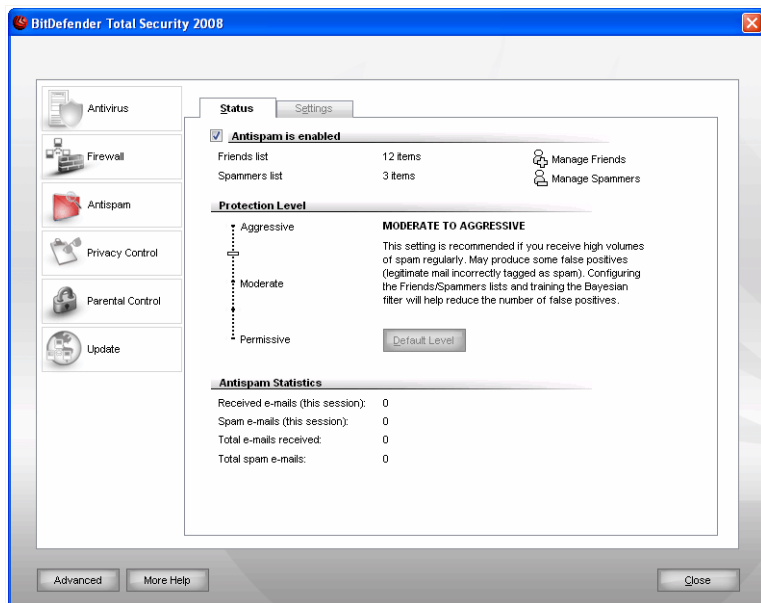 BitDefender Total Security 2008
Antivirus
Firewall
Antispam
Privacy Control
Parental Control
Update
Status
Settings
Antispam is enabled
Friends list 12 items Manage Friends
Spammers list 3 items Manage Spammers
Protection Level
Aggressive
Moderate
Permissive
MODERATE TO AGGRESSIVE
This setting is recommended if you receive high volumes
of spam regularly. May produce some false positives
(legitimate mail incorrectly tagged as spam). Configuring
the Friends/Spammers lists and training the Bayesian
filter will help reduce the number of false positives.
Default Level
Antispam Statistics
Received e-mails (this session): 0
Spam e-mails (this session): 0
Total e-mails received: 0
Total spam e-mails: 0
Advanced
More Help
Close